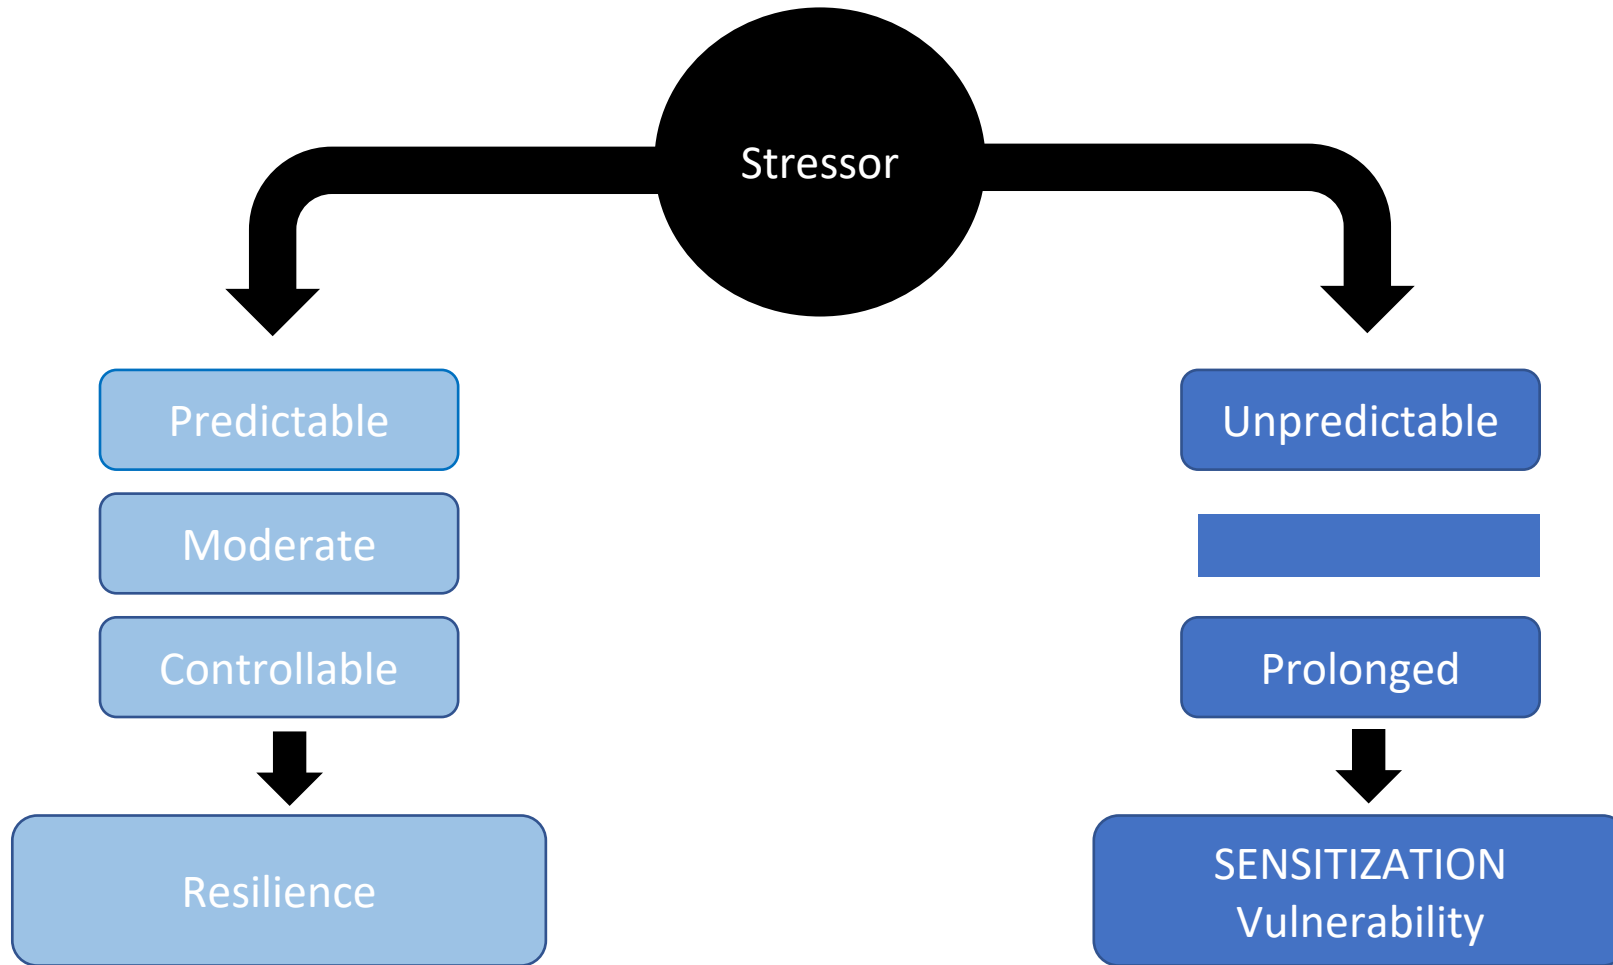 Stressor
Predictable
Moderate
Controllable
Resilience
Unpredictable
Prolonged
SENSITIZATION
Vulnerability